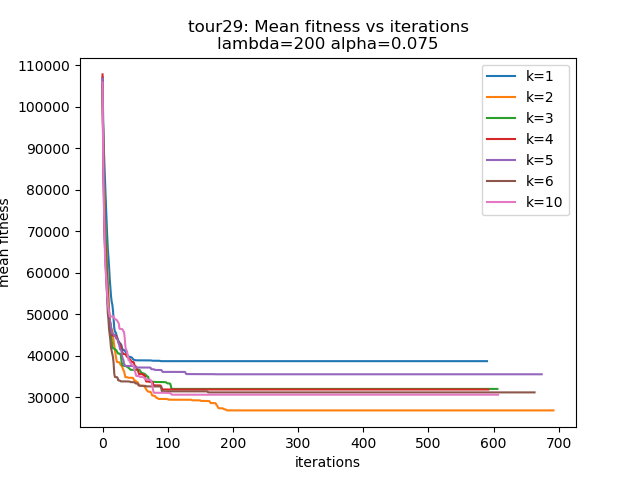 tour29: Mean fitness vs iterations
lambda=200 alpha=0.075
110000
100000
90000
80000
70000
60000
50000
40000
30000
mean fitness
k=1
k=2
k=3
k=4
k=5
k=6
k=10
0 100 200 300 400 500 600 700
iterations